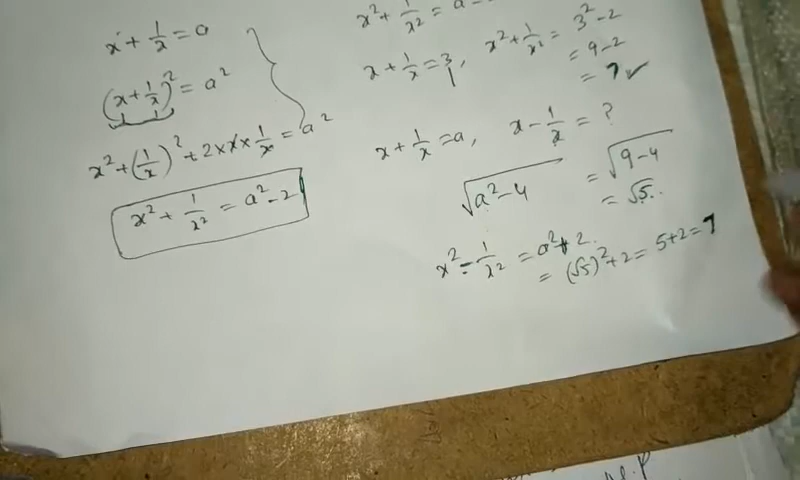 x + 1/x = a
(x + 1/x)² = a²
x² + (1/x)² + 2 × x × 1/x = a²
x² + 1/x² = a² - 2
x² + 1/x² = a -
x + 1/x = 3, x² + 1/x² = 3² - 2
= 9 - 2
= 7 ✓
x + 1/x = a, x - 1/x = ?
√a² - 4 = √9 - 4
= √5.
x² - 1/x² = a² + 2.
= (√5)² + 2 = 5 + 2 = 7